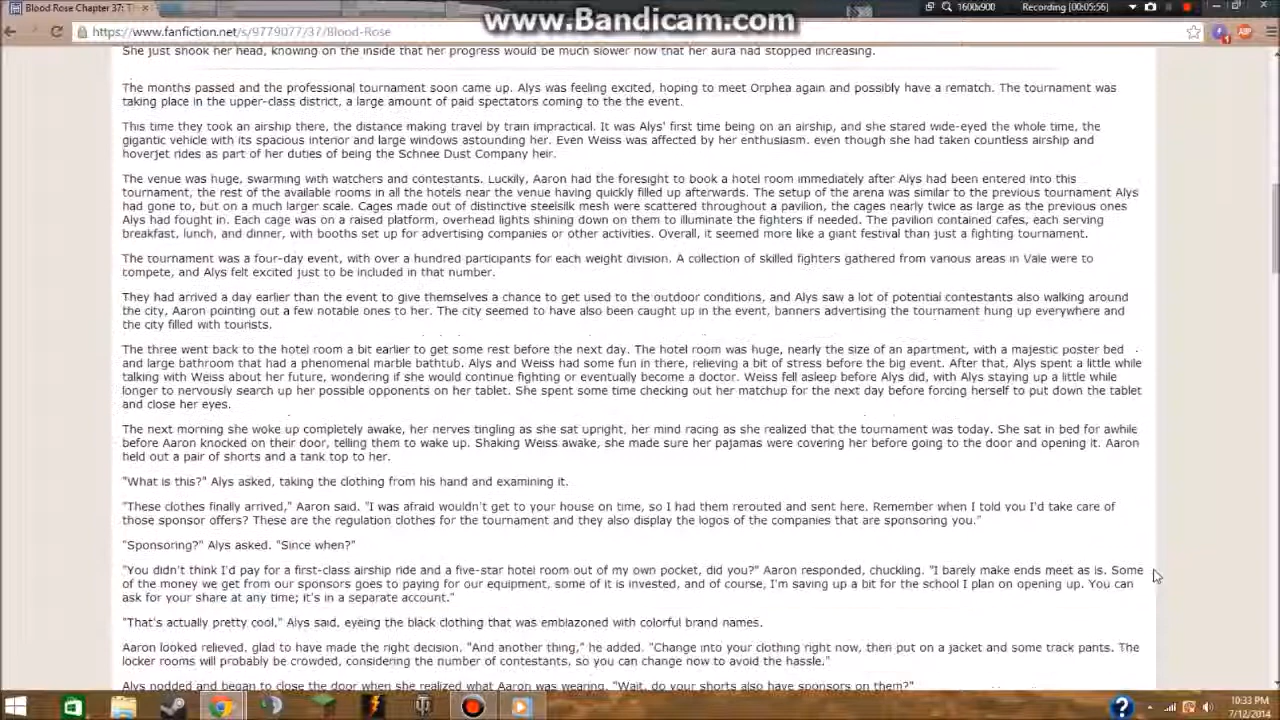 Blood Rose Chapter 37: T
www.Bandicam.com
1600x900
Recording [01:05:56]
https://www.fanfiction.net/s/9779077/37/Blood-Rose
ABP
She just shook her head, knowing on the inside that her progress would be much slower now that her aura had stopped increasing.
The months passed and the professional tournament soon came up. Alys was feeling excited, hoping to meet Orphea again and possibly have a rematch. The tournament was
taking place in the upper-class district, a large amount of paid spectators coming to the the event.
This time they took an airship there, the distance making travel by train impractical. It was Alys' first time being on an airship, and she stared wide-eyed the whole time, the
gigantic vehicle with its spacious interior and large windows astounding her. Even Weiss was affected by her enthusiasm, even though she had taken countless airship and
hoverjet rides as part of her duties of being the Schnee Dust Company heir.
The venue was huge, swarming with watchers and contestants. Luckily, Aaron had the foresight to book a hotel room immediately after Alys had been entered into this
tournament, the rest of the available rooms in all the hotels near the venue having quickly filled up afterwards. The setup of the arena was similar to the previous tournament Alys
had gone to, but on a much larger scale. Cages made out of distinctive steelsilk mesh were scattered throughout a pavilion, the cages nearly twice as large as the previous ones
Alys had fought in. Each cage was on a raised platform, overhead lights shining down on them to illuminate the fighters if needed. The pavilion contained cafes, each serving
breakfast, lunch, and dinner, with booths set up for advertising companies or other activities. Overall, it seemed more like a giant festival than just a fighting tournament.
The tournament was a four-day event, with over a hundred participants for each weight division. A collection of skilled fighters gathered from various areas in Vale were to
compete, and Alys felt excited just to be included in that number.
They had arrived a day earlier than the event to give themselves a chance to get used to the outdoor conditions, and Alys saw a lot of potential contestants also walking around
the city, Aaron pointing out a few notable ones to her. The city seemed to have also been caught up in the event, banners advertising the tournament hung up everywhere and
the city filled with tourists.
The three went back to the hotel room a bit earlier to get some rest before the next day. The hotel room was huge, nearly the size of an apartment, with a majestic poster bed
and large bathroom that had a phenomenal marble bathtub. Alys and Weiss had some fun in there, relieving a bit of stress before the big event. After that, Alys spent a little while
talking with Weiss about her future, wondering if she would continue fighting or eventually become a doctor. Weiss fell asleep before Alys did, with Alys staying up a little while
longer to nervously search up her possible opponents on her tablet. She spent some time checking out her matchup for the next day before forcing herself to put down the tablet
and close her eyes.
The next morning she woke up completely awake, her nerves tingling as she sat upright, her mind racing as she realized that the tournament was today. She sat in bed for awhile
before Aaron knocked on their door, telling them to wake up. Shaking Weiss awake, she made sure her pajamas were covering her before going to the door and opening it. Aaron
held out a pair of shorts and a tank top to her.
"What is this?" Alys asked, taking the clothing from his hand and examining it.
"These clothes finally arrived," Aaron said. "I was afraid wouldn't get to your house on time, so I had them rerouted and sent here. Remember when I told you I'd take care of
those sponsor offers? These are the regulation clothes for the tournament and they also display the logos of the companies that are sponsoring you."
"Sponsoring?" Alys asked. "Since when?"
"You didn't think I'd pay for a first-class airship ride and a five-star hotel room out of my own pocket, did you?" Aaron responded, chuckling. "I barely make ends meet as is. Some
of the money we get from our sponsors goes to paying for our equipment, some of it is invested, and of course, I'm saving up a bit for the school I plan on opening up. You can
ask for your share at any time; it's in a separate account."
"That's actually pretty cool," Alys said, eyeing the black clothing that was emblazoned with colorful brand names.
Aaron looked relieved, glad to have made the right decision. "And another thing," he added. "Change into your clothing right now, then put on a jacket and some track pants. The
locker rooms will probably be crowded, considering the number of contestants, so you can change now to avoid the hassle."
Alys nodded and began to close the door when she realized what Aaron was wearing. "Wait, do your shorts also have sponsors on them?"
10:33 PM
7/12/2014